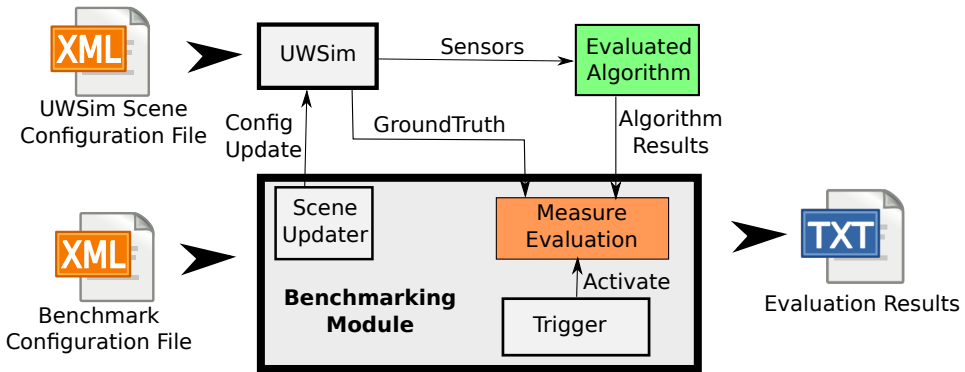 XML
UWSim Scene
Configuration File
UWSim
Sensors
Evaluated
Algorithm
Config
Update
GroundTruth
Algorithm
Results
XML
Benchmark
Configuration File
Scene
Updater
Measure
Evaluation
Activate
Trigger
Benchmarking
Module
TXT
Evaluation Results